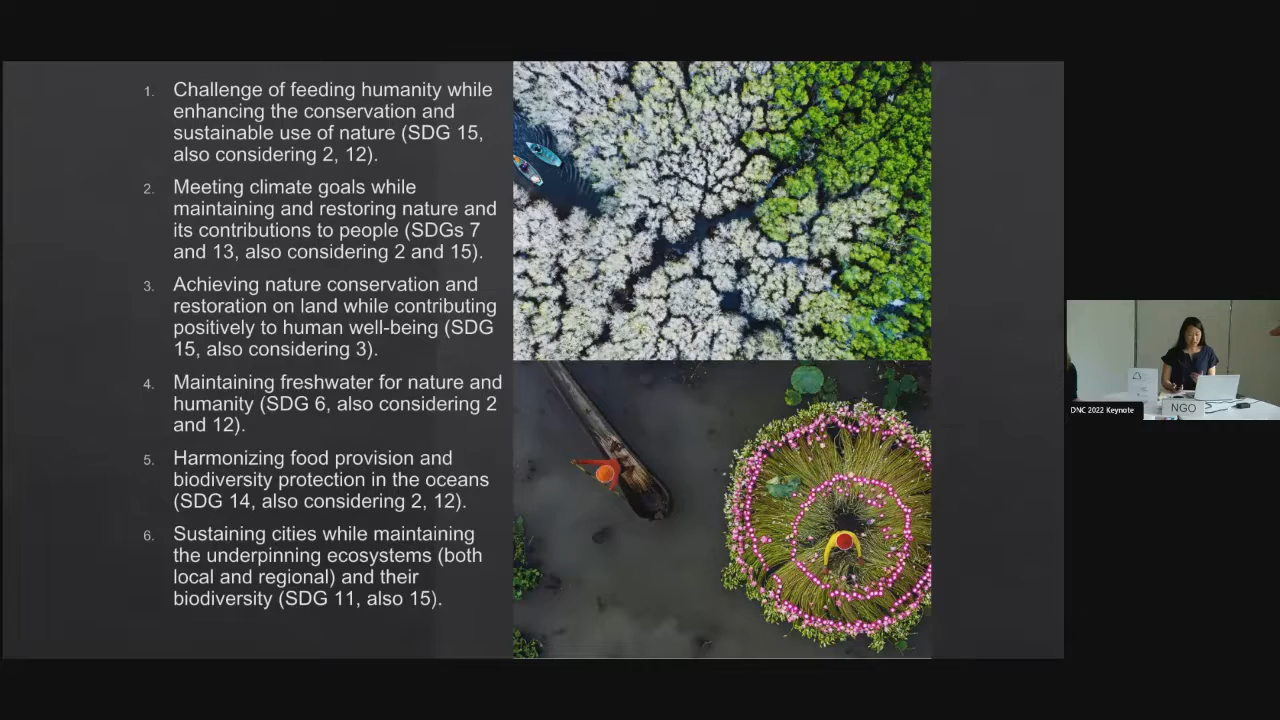 1. Challenge of feeding humanity while
enhancing the conservation and
sustainable use of nature (SDG 15,
also considering 2, 12).
2. Meeting climate goals while
maintaining and restoring nature and
its contributions to people (SDGs 7
and 13, also considering 2 and 15).
3. Achieving nature conservation and
restoration on land while contributing
positively to human well-being (SDG
15, also considering 3).
4. Maintaining freshwater for nature and
humanity (SDG 6, also considering 2
and 12).
5. Harmonizing food provision and
biodiversity protection in the oceans
(SDG 14, also considering 2, 12).
6. Sustaining cities while maintaining
the underpinning ecosystems (both
local and regional) and their
biodiversity (SDG 11, also 15).
DNC 2022 Keynote
NGO